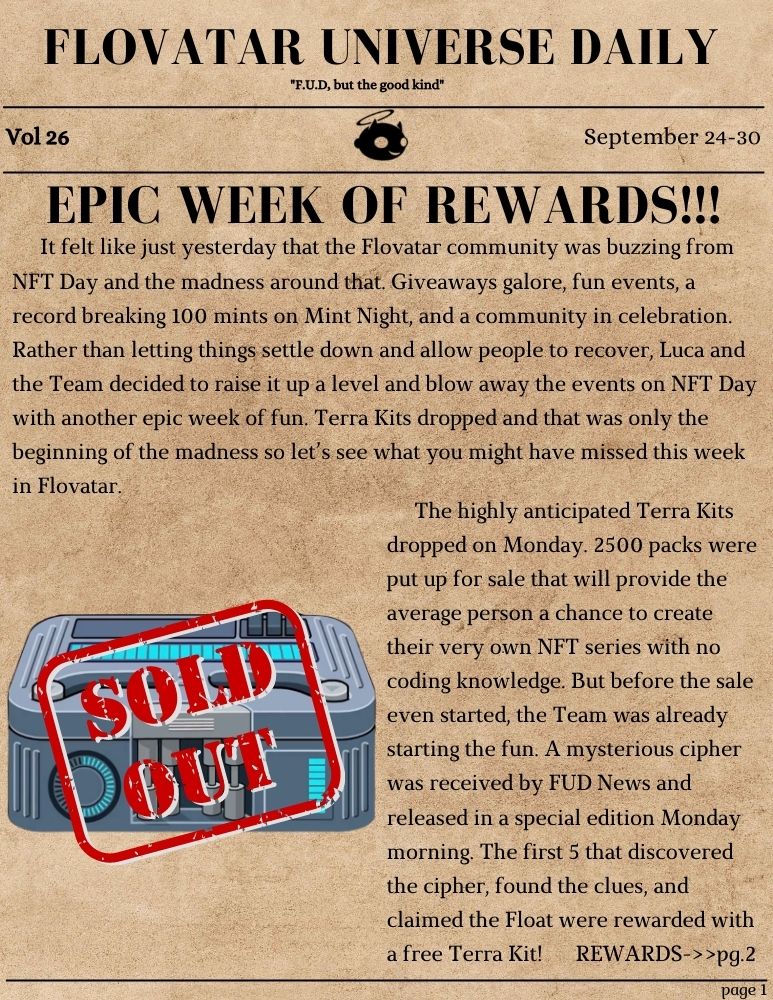 FLOVATAR UNIVERSE DAILY
"F.U.D, but the good kind"
Vol 26
September 24-30
EPIC WEEK OF REWARDS!!!
It felt like just yesterday that the Flovatar community was buzzing from
NFT Day and the madness around that. Giveaways galore, fun events, a
record breaking 100 mints on Mint Night, and a community in celebration.
Rather than letting things settle down and allow people to recover, Luca and
the Team decided to raise it up a level and blow away the events on NFT Day
with another epic week of fun. Terra Kits dropped and that was only the
beginning of the madness so let's see what you might have missed this week
in Flovatar.
SOLD
OUT
The highly anticipated Terra Kits
dropped on Monday. 2500 packs were
put up for sale that will provide the
average person a chance to create
their very own NFT series with no
coding knowledge. But before the sale
even started, the Team was already
starting the fun. A mysterious cipher
was received by FUD News and
released in a special edition Monday
morning. The first 5 that discovered
the cipher, found the clues, and
claimed the Float were rewarded with
a free Terra Kit! REWARDS->>pg.2
page 1